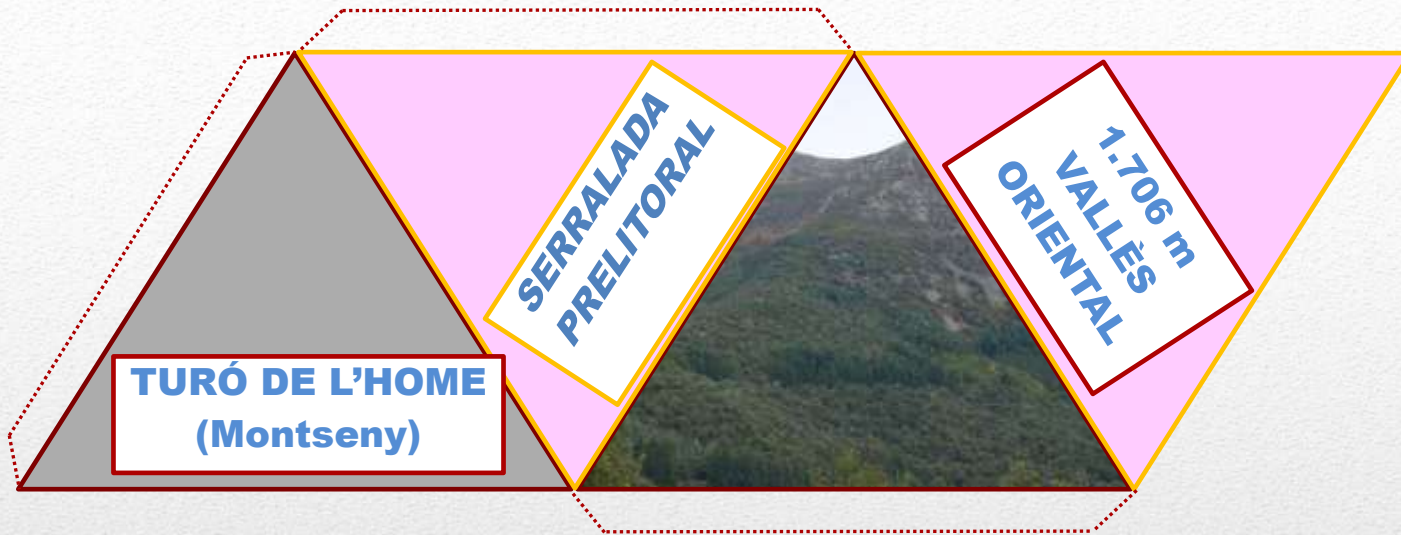 TURÓ DE L’HOME
(Montseny)
SERRALADA
PRELITORAL
1.706 m
VALLÈS
ORIENTAL